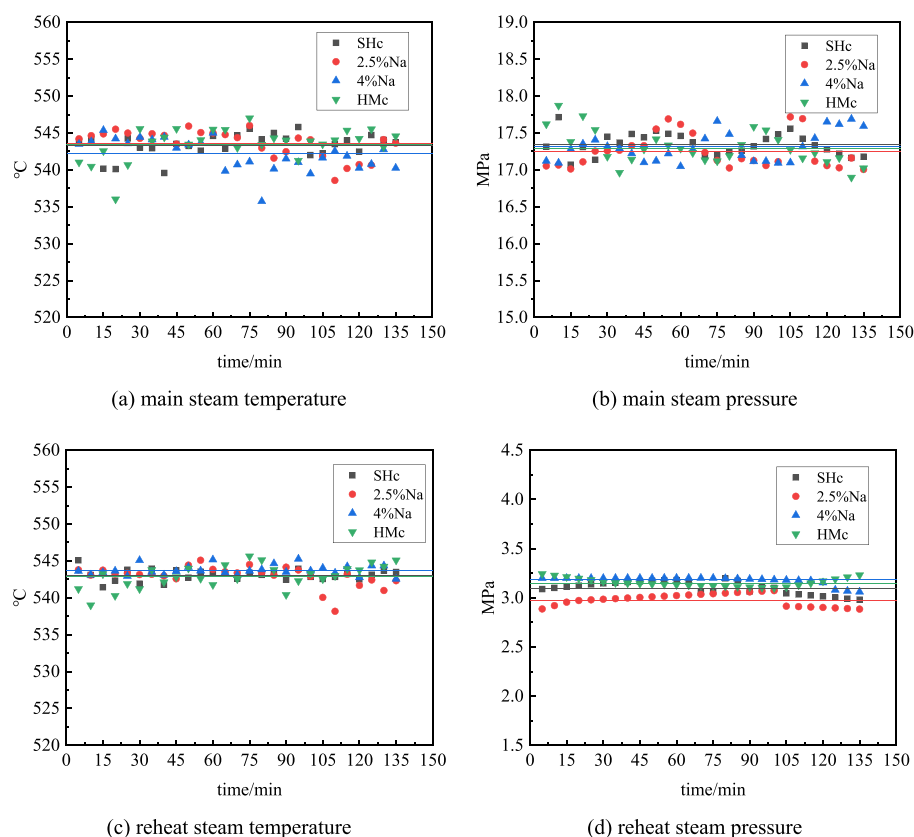 560
555
550
545
540
535
530
525
520
°C
SHc
2.5%Na
4%Na
HMc
0 15 30 45 60 75 90 105 120 135 150
time/min
(a) main steam temperature
19.0
18.5
18.0
17.5
17.0
16.5
16.0
15.5
15.0
MPa
SHc
2.5%Na
4%Na
HMc
0 15 30 45 60 75 90 105 120 135 150
time/min
(b) main steam pressure
560
555
550
545
540
535
530
525
520
°C
SHc
2.5%Na
4%Na
HMc
0 15 30 45 60 75 90 105 120 135 150
time/min
(c) reheat steam temperature
4.5
4.0
3.5
3.0
2.5
2.0
1.5
MPa
SHc
2.5%Na
4%Na
HMc
0 15 30 45 60 75 90 105 120 135 150
time/min
(d) reheat steam pressure